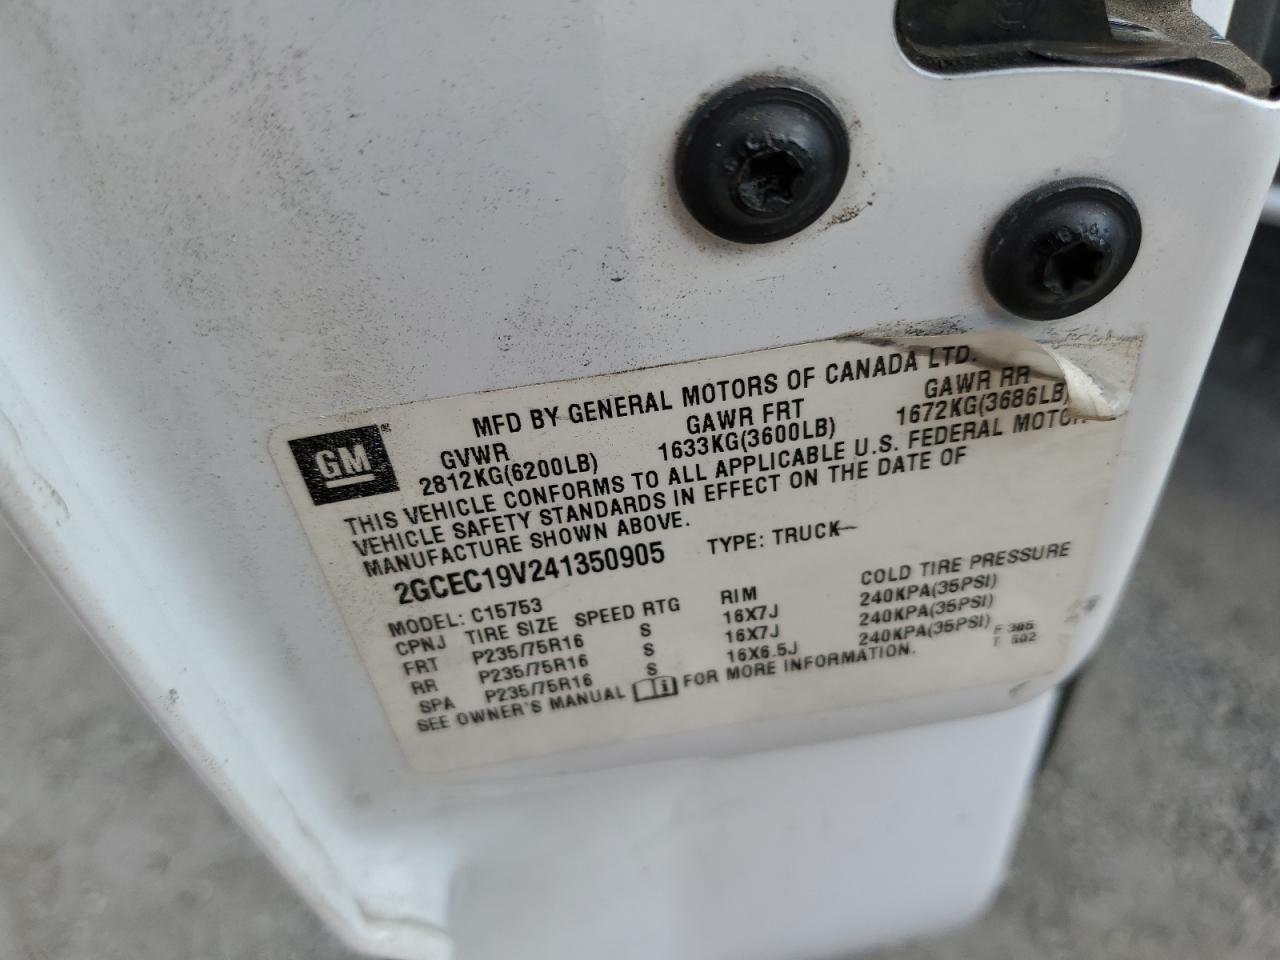 MFD BY GENERAL MOTORS OF CANADA LTD.
GM®
GVWR GAWR FRT GAWR RR
2812KG(6200LB) 1633KG(3600LB) 1672KG(3686LB)
THIS VEHICLE CONFORMS TO ALL APPLICABLE U.S. FEDERAL
VEHICLE SAFETY STANDARDS IN EFFECT ON THE DATE OF
MANUFACTURE SHOWN ABOVE.
2GCEC19V241350905 TYPE: TRUCK
MODEL: C15753
CPNJ TIRE SIZE SPEED RTG RIM COLD TIRE PRESSURE
FRT P235/75R16 S 16X7J 240KPA(35PSI)
RR P235/75R16 S 16X7J 240KPA(35PSI)
SPA P235/75R16 S 16X6.5J 240KPA(35PSI)
SEE OWNER'S MANUAL FOR MORE INFORMATION.